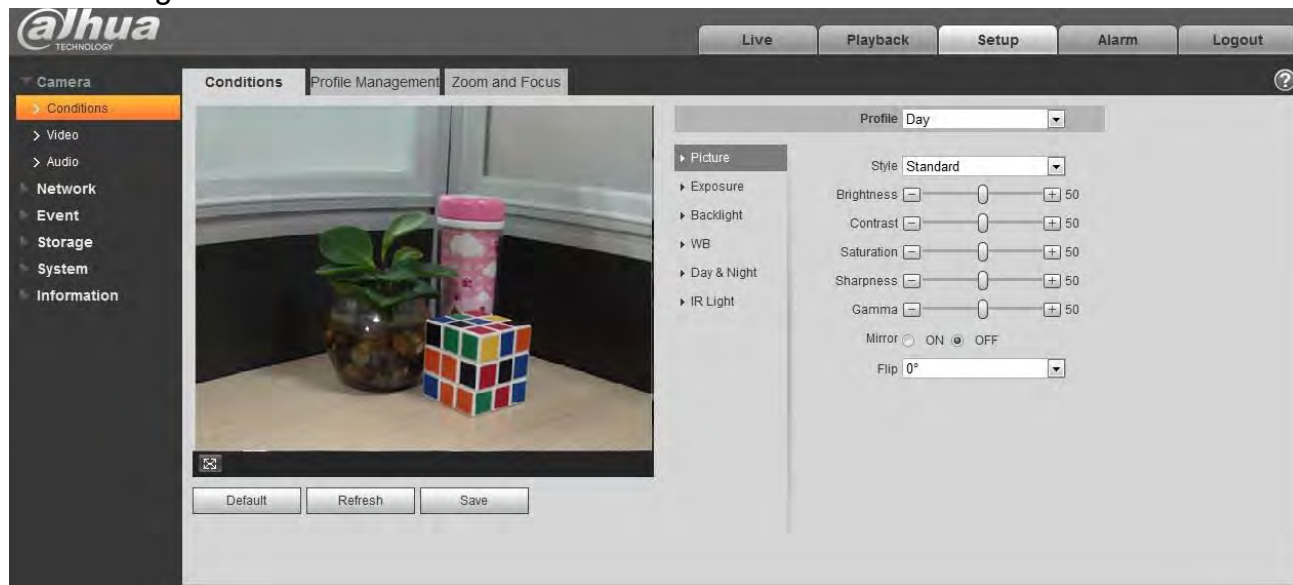 alhua
TECHNOLOGY
Live
Playback
Setup
Alarm
Logout
Camera
Conditions
Video
Audio
Network
Event
Storage
System
Information
Conditions
Profile Management
Zoom and Focus
?
Profile Day
Picture
Exposure
Backlight
WB
Day & Night
IR Light
Style Standard
Brightness 50
Contrast 50
Saturation 50
Sharpness 50
Gamma 50
Mirror ON OFF
Flip 0°
Default
Refresh
Save